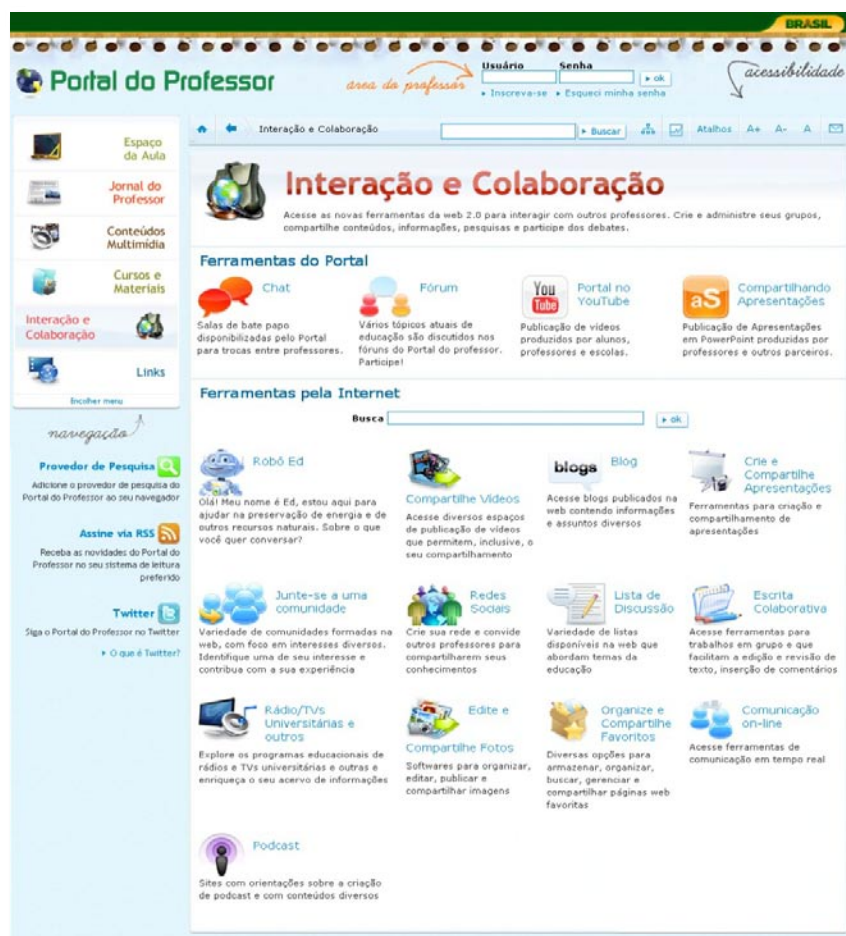 BRASIL
Portal do Professor
área do professor
Usuário Senha
ok
Inscreva-se Esqueci minha senha
acessibilidade
Espaço
da Aula
Jornal do
Professor
Conteúdos
Multimídia
Cursos e
Materiais
Interação e
Colaboração
Links
Encolher menu
navegação
Provedor de Pesquisa
Adicione o provedor de pesquisa do
Portal do Professor ao seu navegador
Assine via RSS
Receba as novidades do Portal do
Professor no seu sistema de leitura
preferido
Twitter
Siga o Portal do Professor no Twitter
O que é Twitter?
Interação e Colaboração
Buscar
Atalhos A+ A- A
Interação e Colaboração
Acesse as novas ferramentas da web 2.0 para interagir com outros professores. Crie e administre seus grupos,
compartilhe conteúdos, informações, pesquisas e participe dos debates.
Ferramentas do Portal
Chat
Salas de bate papo
disponibilizadas pelo Portal
para trocas entre professores.
Fórum
Vários tópicos atuais de
educação são discutidos nos
fóruns do Portal do professor.
Participe!
You
Tube
Portal no
YouTube
Publicação de vídeos
produzidos por alunos,
professores e escolas.
aS
Compartilhando
Apresentações
Publicação de Apresentações
em PowerPoint produzidas por
professores e outros parceiros.
Ferramentas pela Internet
Busca
ok
Robô Ed
Olá! Meu nome é Ed, estou aqui para
ajudar na preservação de energia e de
outros recursos naturais. Sobre o que
você quer conversar?
Compartilhe Vídeos
Acesse diversos espaços
de publicação de vídeos
que permitem, inclusive, o
seu compartilhamento
blogs
Blog
Acesse blogs publicados na
web contendo informações
e assuntos diversos
Crie e
Compartilhe
Apresentações
Ferramentas para criação e
compartilhamento de
apresentações
Junte-se a uma
comunidade
Variedade de comunidades formadas na
web, com foco em interesses diversos.
Identifique uma de seu interesse e
contribua com a sua experiência
Redes
Sociais
Crie sua rede e convide
outros professores para
compartilharem seus
conhecimentos
Lista de
Discussão
Variedade de listas
disponíveis na web que
abordam temas da
educação
Escrita
Colaborativa
Acesse ferramentas para
trabalhos em grupo e que
facilitam a edição e revisão de
texto, inserção de comentários
Rádio/TVs
Universitárias e
outros
Explore os programas educacionais de
rádios e TVs universitárias e outras e
enriqueça o seu acervo de informações
Edite e
Compartilhe Fotos
Softwares para organizar,
editar, publicar e
compartilhar imagens
Organize e
Compartilhe
Favoritos
Diversas opções para
armazenar, organizar,
buscar, gerenciar e
compartilhar páginas web
favoritas
Comunicação
on-line
Acesse ferramentas de
comunicação em tempo real
Podcast
Sites com orientações sobre a criação
de podcast e com conteúdos diversos